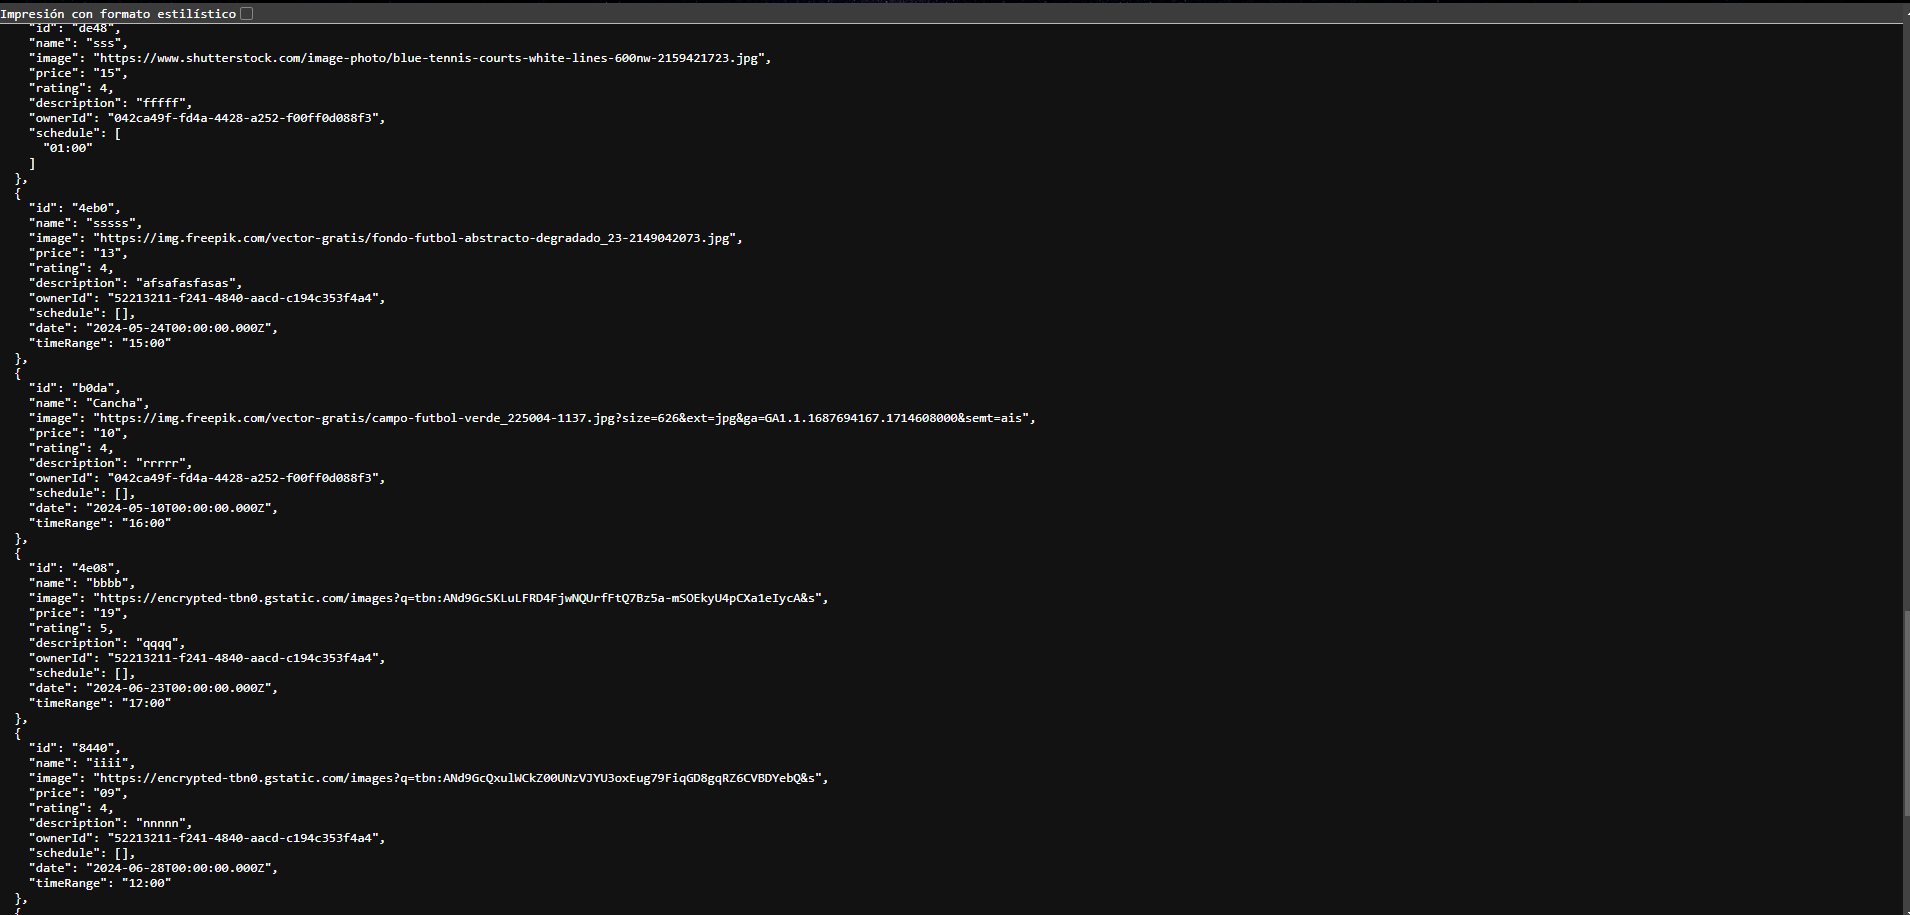 Impresión con formato estilístico
"id": "de48",
"name": "sss",
"image": "https://www.shutterstock.com/image-photo/blue-tennis-courts-white-lines-600nw-2159421723.jpg",
"price": "15",
"rating": 4,
"description": "fffff",
"ownerId": "042ca49f-fd4a-4428-a252-f00ff0d088f3",
"schedule": [
"01:00"
]
},
{
"id": "4eb0",
"name": "sssss",
"image": "https://img.freepik.com/vector-gratis/fondo-futbol-abstracto-degradado_23-2149042073.jpg",
"price": "13",
"rating": 4,
"description": "afsafasfasas",
"ownerId": "52213211-f241-4840-aacd-c194c353f4a4",
"schedule": [],
"date": "2024-05-24T00:00:00.000Z",
"timeRange": "15:00"
},
{
"id": "b0da",
"name": "Cancha",
"image": "https://img.freepik.com/vector-gratis/campo-futbol-verde_225004-1137.jpg?size=626&ext=jpg&ga=GA1.1.1687694167.1714608000&semt=ais",
"price": "10",
"rating": 4,
"description": "rrrrr",
"ownerId": "042ca49f-fd4a-4428-a252-f00ff0d088f3",
"schedule": [],
"date": "2024-05-10T00:00:00.000Z",
"timeRange": "16:00"
},
{
"id": "4e08",
"name": "bbbb",
"image": "https://encrypted-tbn0.gstatic.com/images?q=tbn:ANd9GcSKLuLFRD4FjwNQUrfFtQ7Bz5a-mSOEkyU4pCXa1eIycA&s",
"price": "19",
"rating": 5,
"description": "qqqq",
"ownerId": "52213211-f241-4840-aacd-c194c353f4a4",
"schedule": [],
"date": "2024-06-23T00:00:00.000Z",
"timeRange": "17:00"
},
{
"id": "8440",
"name": "iiii",
"image": "https://encrypted-tbn0.gstatic.com/images?q=tbn:ANd9GcQxulWCkZ00UNzVJYU3oxEug79FiqGD8gqRZ6CVBDYebQ&s",
"price": "09",
"rating": 4,
"description": "nnnnn",
"ownerId": "52213211-f241-4840-aacd-c194c353f4a4",
"schedule": [],
"date": "2024-06-28T00:00:00.000Z",
"timeRange": "12:00"
},
{